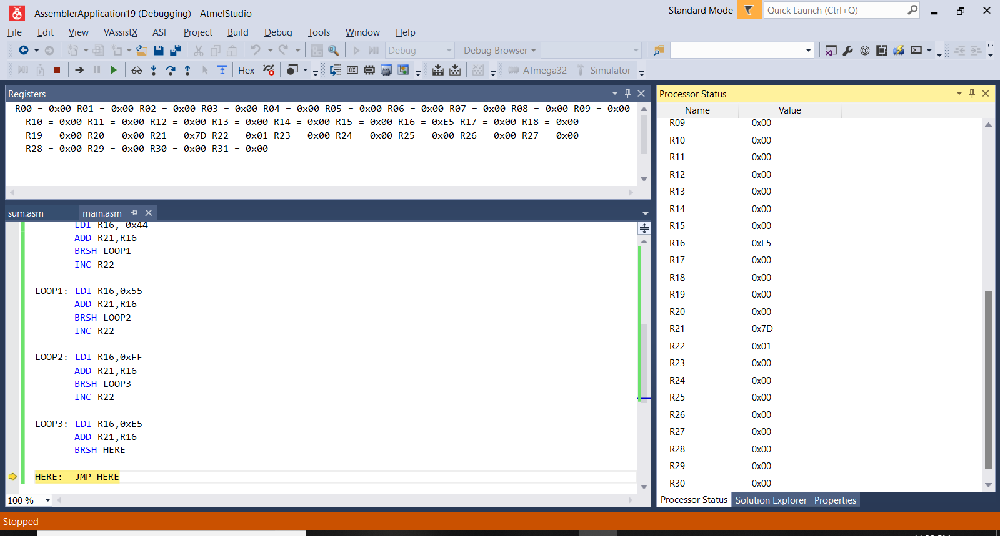 AssemblerApplication19 (Debugging) - AtmelStudio
Standard Mode
Quick Launch (Ctrl+Q)
File Edit View VAssistX ASF Project Build Debug Tools Window Help
Debug Debug Browser
Hex ATmega32 Simulator
Registers
R00 = 0x00 R01 = 0x00 R02 = 0x00 R03 = 0x00 R04 = 0x00 R05 = 0x00 R06 = 0x00 R07 = 0x00 R08 = 0x00 R09 = 0x00
R10 = 0x00 R11 = 0x00 R12 = 0x00 R13 = 0x00 R14 = 0x00 R15 = 0x00 R16 = 0xE5 R17 = 0x00 R18 = 0x00
R19 = 0x00 R20 = 0x00 R21 = 0x7D R22 = 0x01 R23 = 0x00 R24 = 0x00 R25 = 0x00 R26 = 0x00 R27 = 0x00
R28 = 0x00 R29 = 0x00 R30 = 0x00 R31 = 0x00
sum.asm main.asm
LDI R16, 0x44
ADD R21,R16
BRSH LOOP1
INC R22
LOOP1: LDI R16,0x55
ADD R21,R16
BRSH LOOP2
INC R22
LOOP2: LDI R16,0xFF
ADD R21,R16
BRSH LOOP3
INC R22
LOOP3: LDI R16,0xE5
ADD R21,R16
BRSH HERE
HERE: JMP HERE
100 %
Processor Status
Name Value
R09 0x00
R10 0x00
R11 0x00
R12 0x00
R13 0x00
R14 0x00
R15 0x00
R16 0xE5
R17 0x00
R18 0x00
R19 0x00
R20 0x00
R21 0x7D
R22 0x01
R23 0x00
R24 0x00
R25 0x00
R26 0x00
R27 0x00
R28 0x00
R29 0x00
R30 0x00
Processor Status Solution Explorer Properties
Stopped